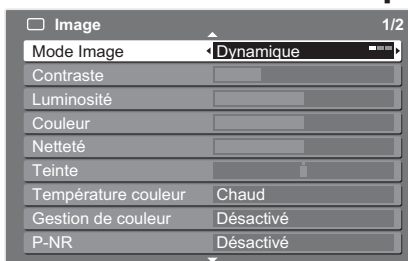 Image 1/2
Mode Image Dynamique
Contraste
Luminosité
Couleur
Netteté
Teinte
Température couleur Chaud
Gestion de couleur Désactivé
P-NR Désactivé